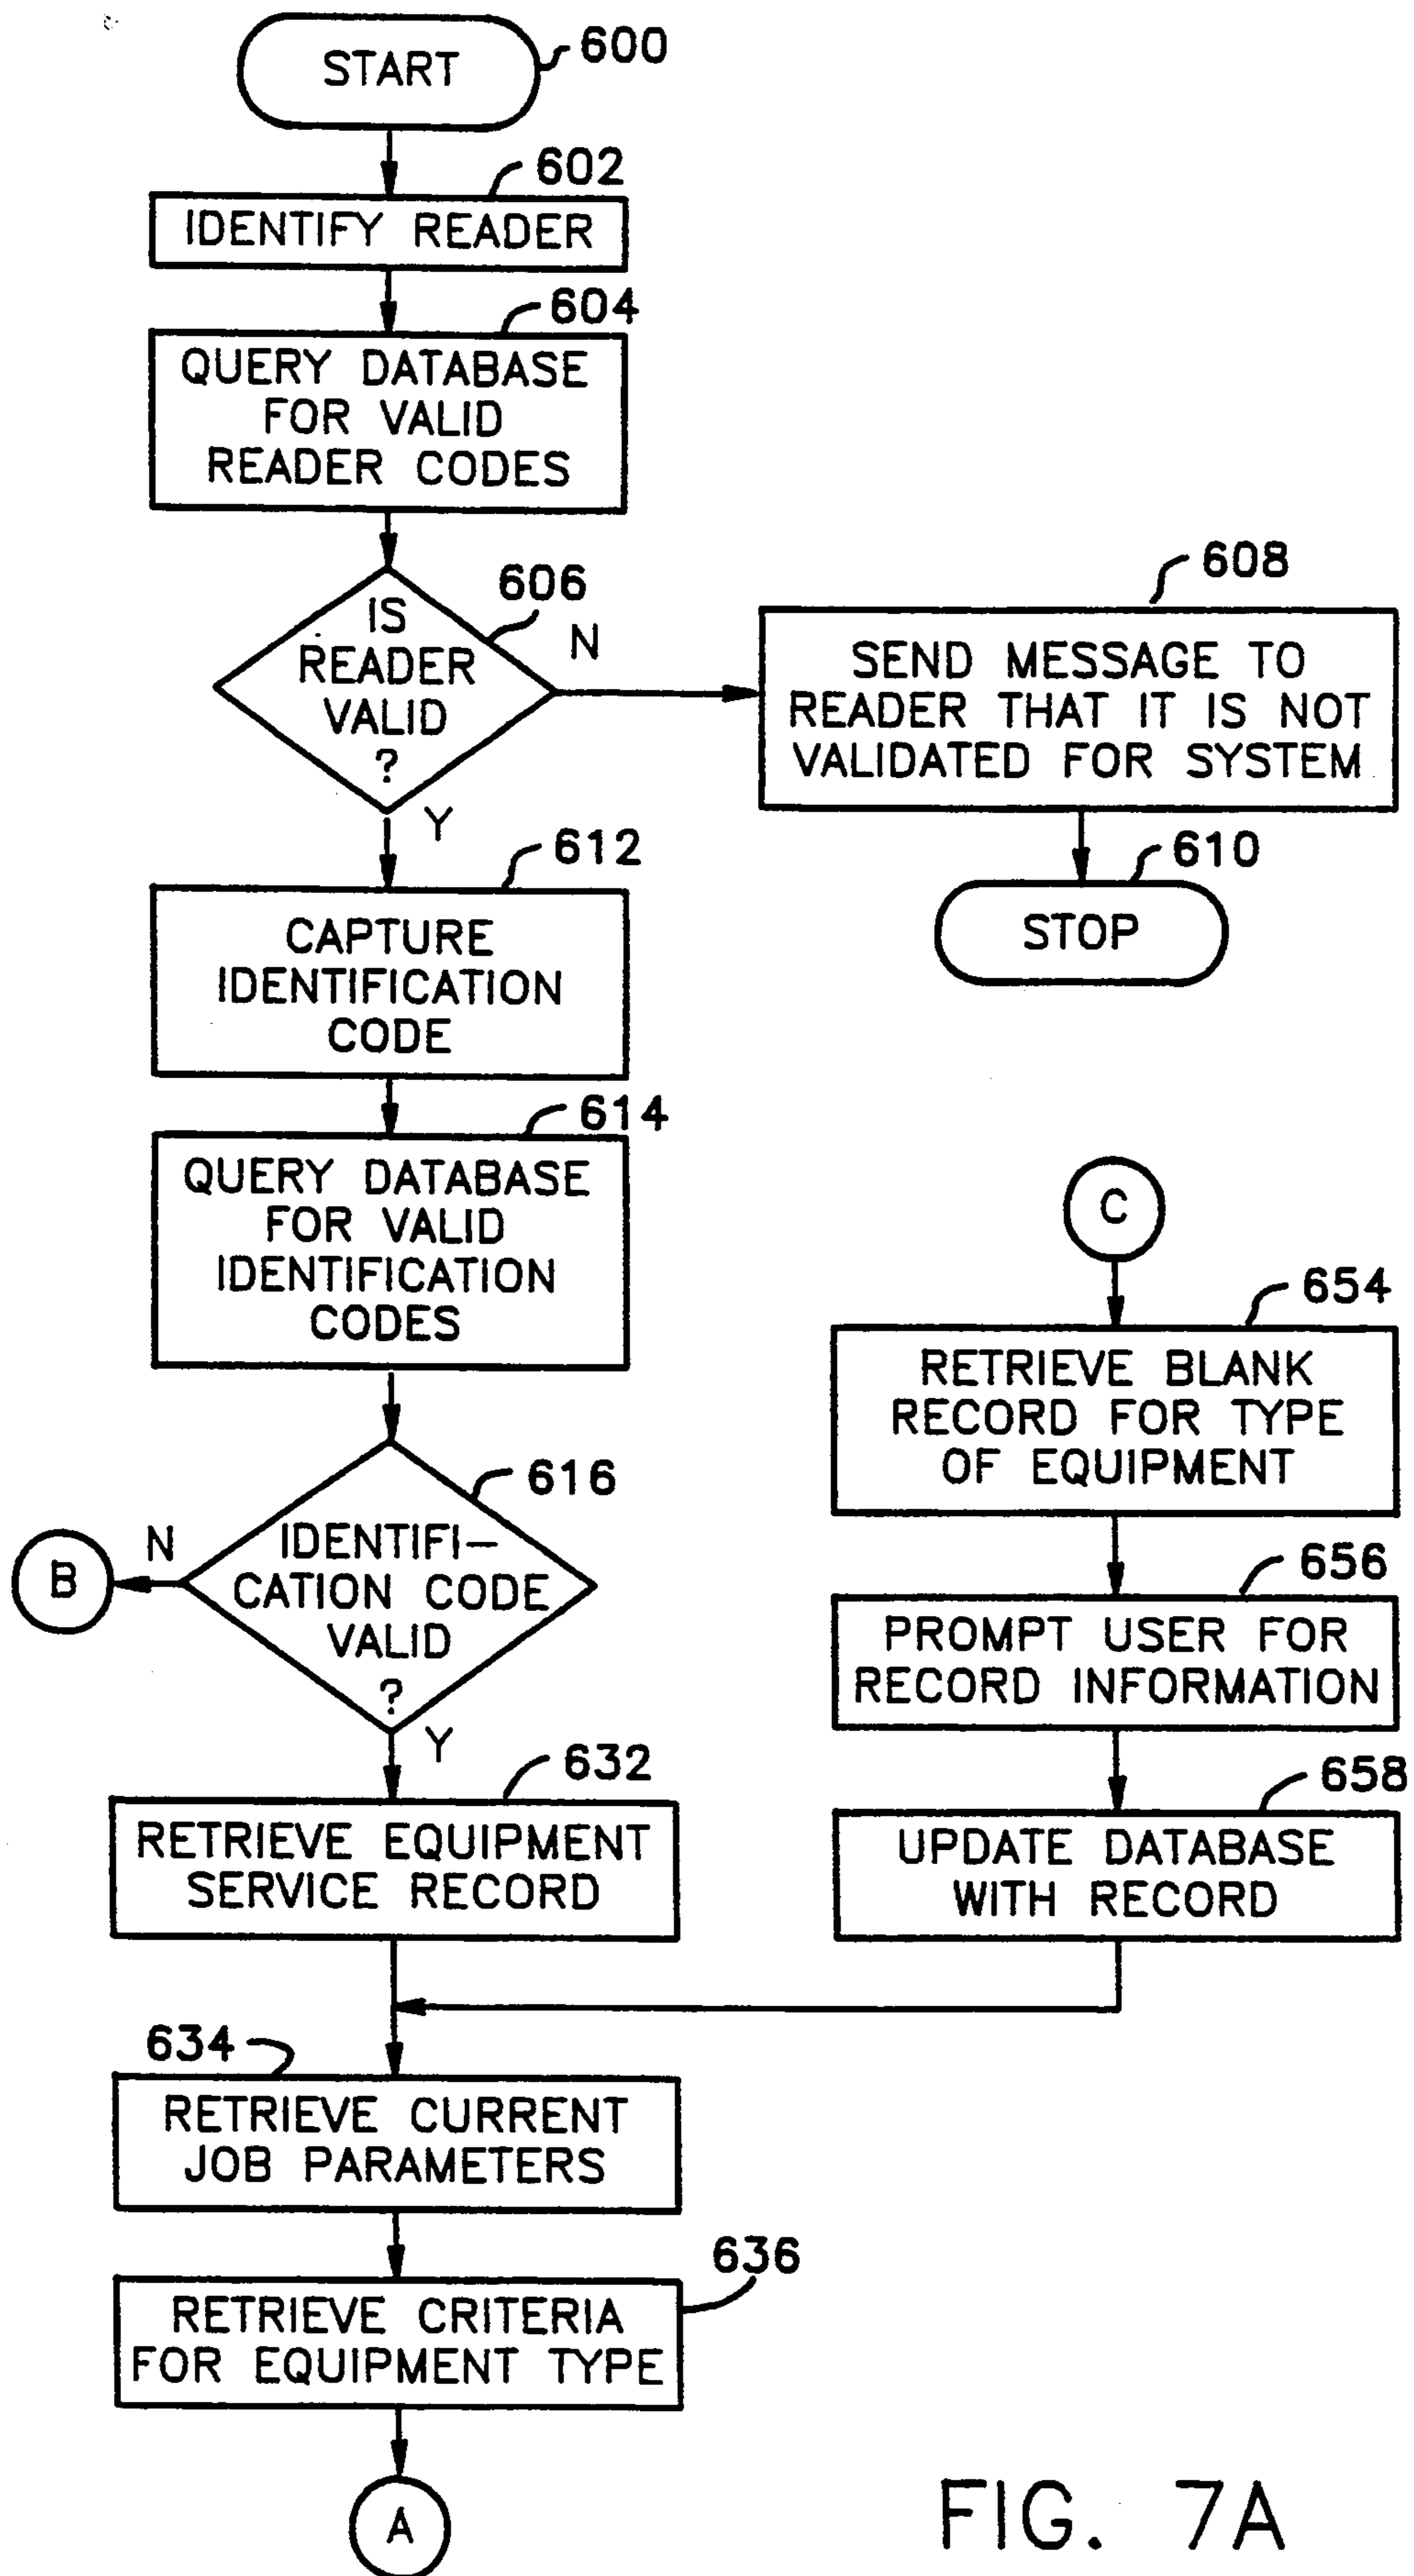 START
600
602
IDENTIFY READER
604
QUERY DATABASE
FOR VALID
READER CODES
606
IS
READER
VALID
?
N
Y
608
SEND MESSAGE TO
READER THAT IT IS NOT
VALIDATED FOR SYSTEM
610
STOP
612
CAPTURE
IDENTIFICATION
CODE
614
QUERY DATABASE
FOR VALID
IDENTIFICATION
CODES
616
IDENTIFI-
CATION CODE
VALID
?
N
B
Y
632
RETRIEVE EQUIPMENT
SERVICE RECORD
C
654
RETRIEVE BLANK
RECORD FOR TYPE
OF EQUIPMENT
656
PROMPT USER FOR
RECORD INFORMATION
658
UPDATE DATABASE
WITH RECORD
634
RETRIEVE CURRENT
JOB PARAMETERS
636
RETRIEVE CRITERIA
FOR EQUIPMENT TYPE
A
FIG. 7A